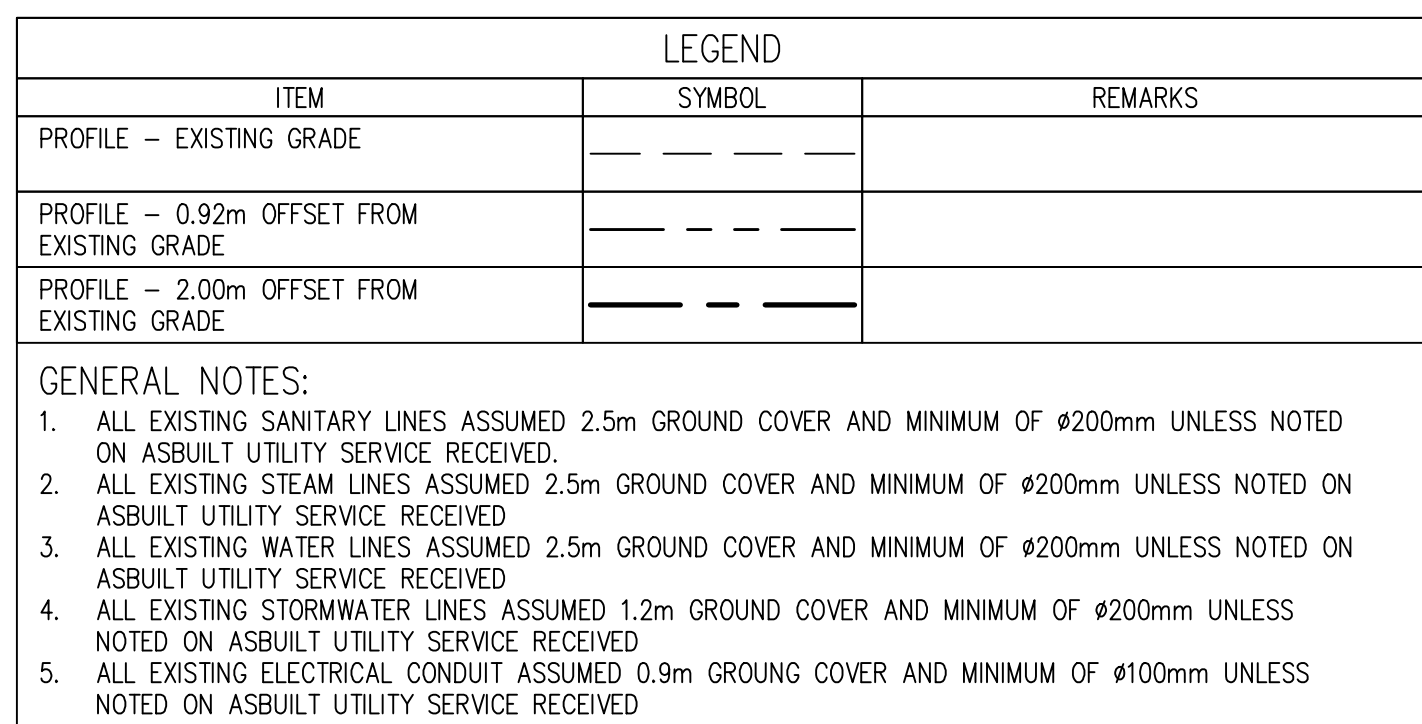 LEGEND
ITEM SYMBOL REMARKS
PROFILE – EXISTING GRADE
PROFILE – 0.92m OFFSET FROM
EXISTING GRADE
PROFILE – 2.00m OFFSET FROM
EXISTING GRADE
GENERAL NOTES:
1. ALL EXISTING SANITARY LINES ASSUMED 2.5m GROUND COVER AND MINIMUM OF ø200mm UNLESS NOTED
ON ASBUILT UTILITY SERVICE RECEIVED.
2. ALL EXISTING STEAM LINES ASSUMED 2.5m GROUND COVER AND MINIMUM OF ø200mm UNLESS NOTED ON
ASBUILT UTILITY SERVICE RECEIVED
3. ALL EXISTING WATER LINES ASSUMED 2.5m GROUND COVER AND MINIMUM OF ø200mm UNLESS NOTED ON
ASBUILT UTILITY SERVICE RECEIVED
4. ALL EXISTING STORMWATER LINES ASSUMED 1.2m GROUND COVER AND MINIMUM OF ø200mm UNLESS
NOTED ON ASBUILT UTILITY SERVICE RECEIVED
5. ALL EXISTING ELECTRICAL CONDUIT ASSUMED 0.9m GROUNG COVER AND MINIMUM OF ø100mm UNLESS
NOTED ON ASBUILT UTILITY SERVICE RECEIVED